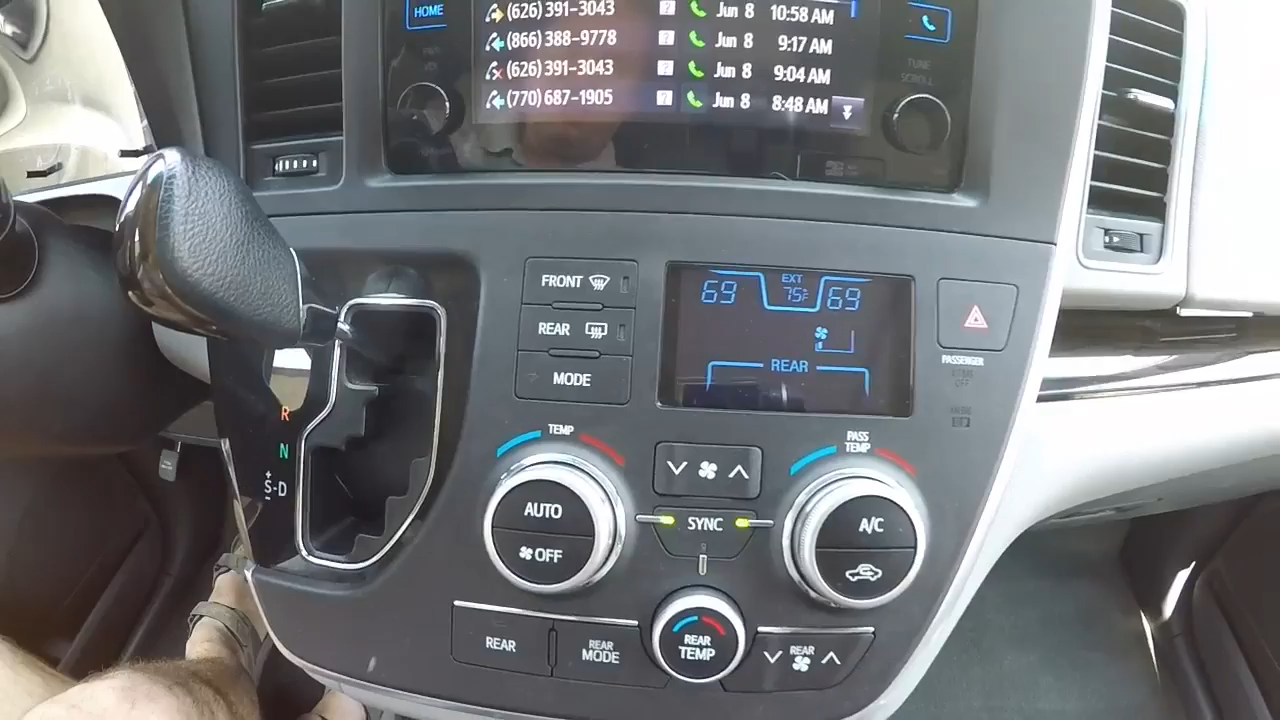 HOME
(626) 391-3043 ? Jun 8 10:58 AM
(866) 388-9778 ? Jun 8 9:17 AM
(626) 391-3043 ? Jun 8 9:04 AM
(770) 687-1905 ? Jun 8 8:48 AM
TUNE
SCROLL
FRONT
REAR
MODE
69
EXT
75F
69
REAR
PASSENGER
R
N
+
S-D
-
TEMP
PASS
TEMP
AUTO
OFF
SYNC
A/C
REAR
REAR
MODE
REAR
TEMP
REAR